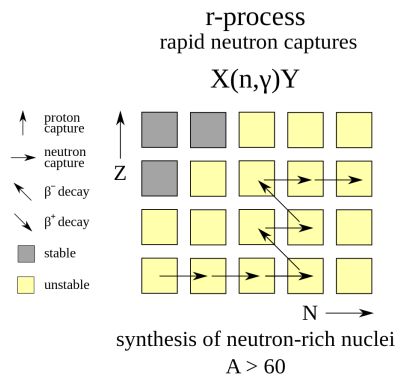 r-process
rapid neutron captures
X(n,γ)Y
proton
capture
neutron
capture
β⁻ decay
β⁺ decay
stable
unstable
Z
N
synthesis of neutron-rich nuclei
A > 60